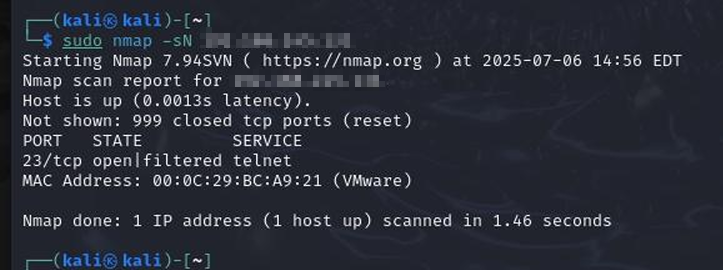 ┌──(kali㉿kali)-[~]
└─$ sudo nmap -sN
Starting Nmap 7.94SVN ( https://nmap.org ) at 2025-07-06 14:56 EDT
Nmap scan report for
Host is up (0.0013s latency).
Not shown: 999 closed tcp ports (reset)
PORT   STATE         SERVICE
23/tcp open|filtered telnet
MAC Address: 00:0C:29:BC:A9:21 (VMware)
Nmap done: 1 IP address (1 host up) scanned in 1.46 seconds
┌──(kali㉿kali)-[~]